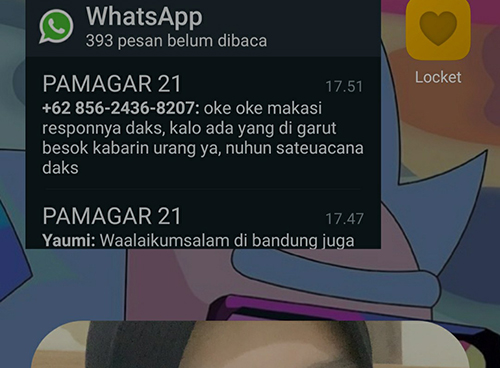 WhatsApp
393 pesan belum dibaca
Locket
PAMAGAR 21 17.51
+62 856-2436-8207: oke oke makasi
responnya daks, kalo ada yang di garut
besok kabarin urang ya, nuhun sateuacana
daks
PAMAGAR 21 17.47
Yaumi: Waalaikumsalam di bandung juga